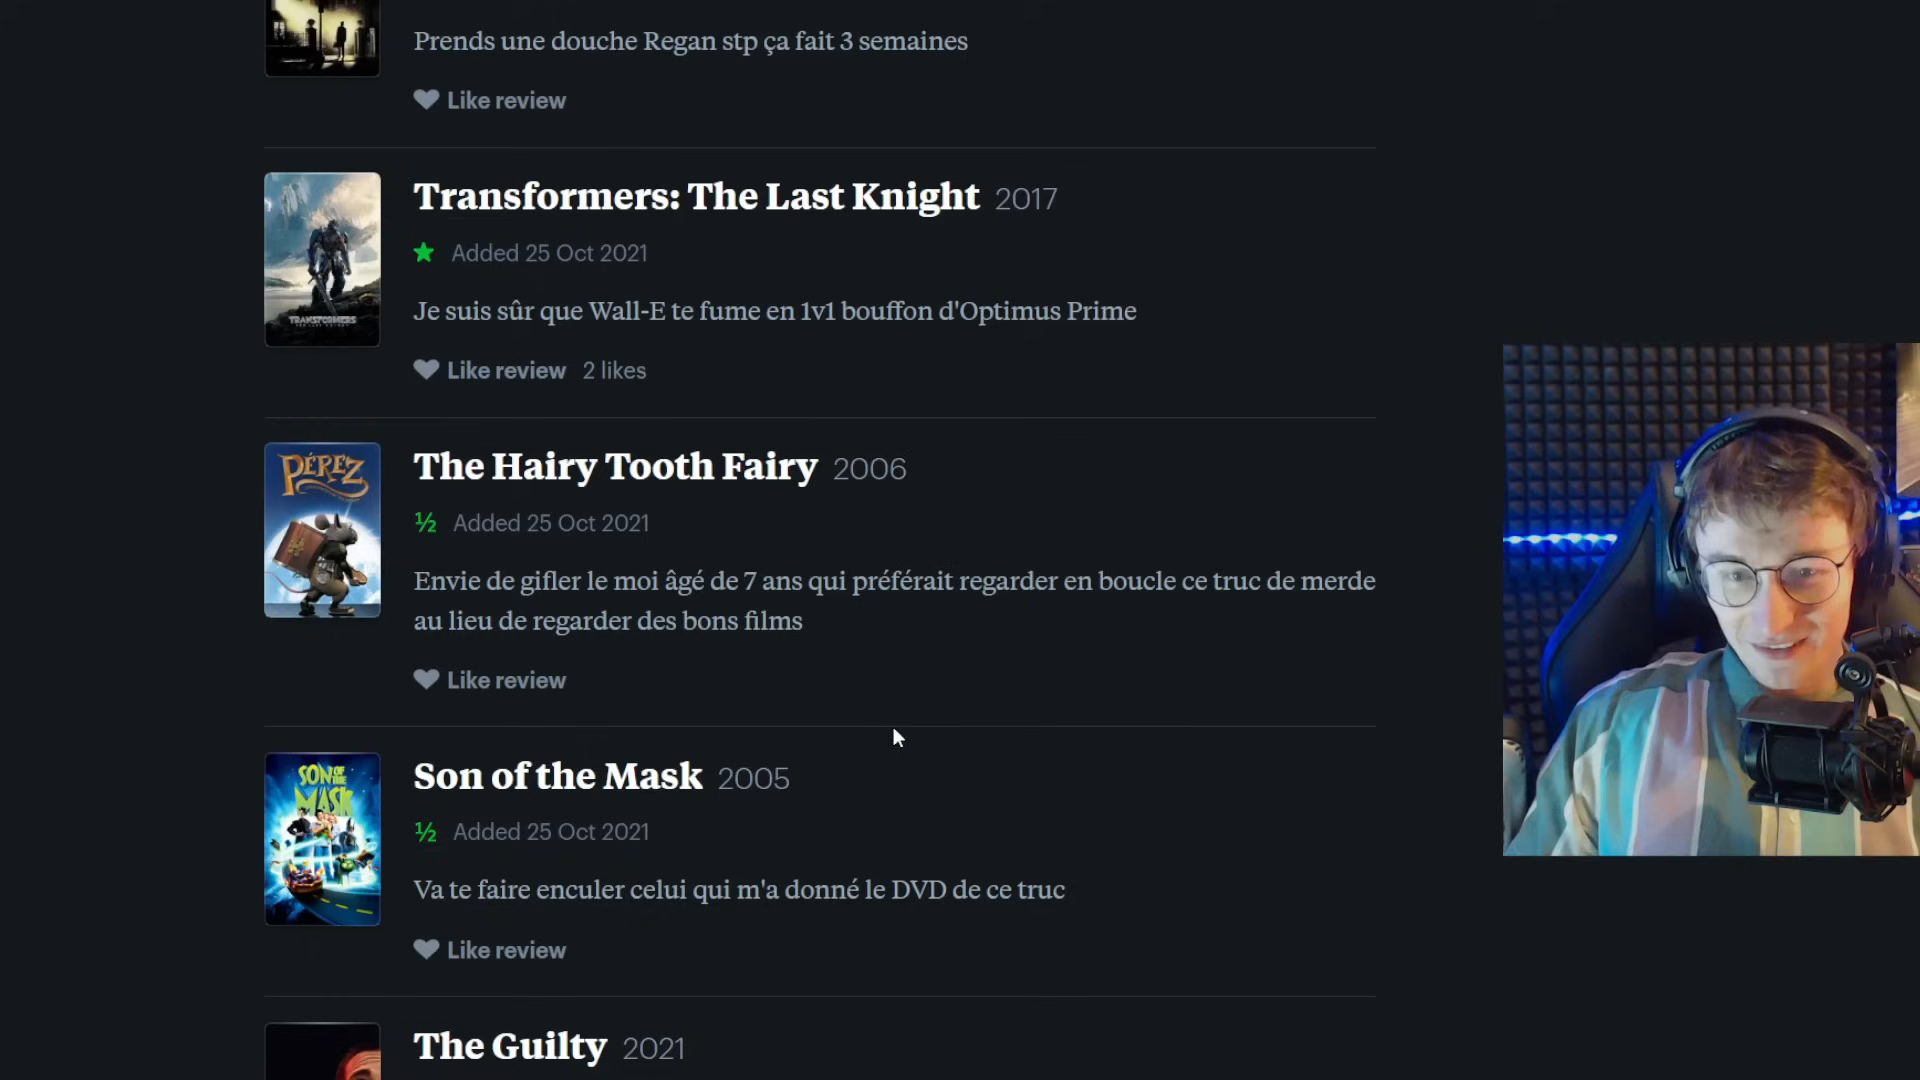 Prends une douche Regan stp ça fait 3 semaines
Like review
Transformers: The Last Knight 2017
★ Added 25 Oct 2021
Je suis sûr que Wall-E te fume en 1v1 bouffon d'Optimus Prime
TRANSFORMERS
Like review 2 likes
The Hairy Tooth Fairy 2006
PÉREZ
½ Added 25 Oct 2021
Envie de gifler le moi âgé de 7 ans qui préférait regarder en boucle ce truc de merde
au lieu de regarder des bons films
Like review
Son of the Mask 2005
SON OF THE
MASK
½ Added 25 Oct 2021
Va te faire enculer celui qui m'a donné le DVD de ce truc
Like review
The Guilty 2021